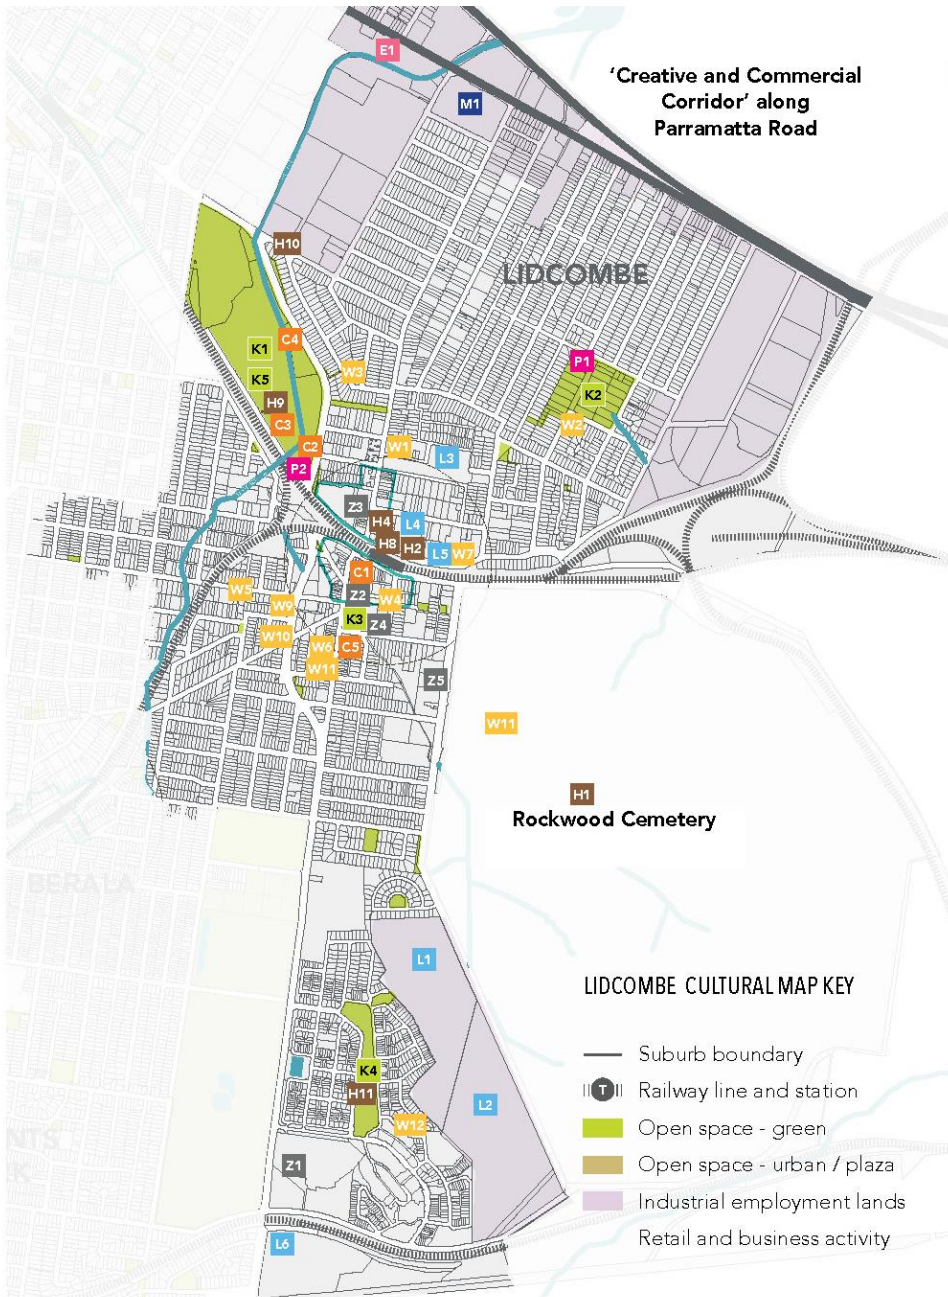 E1
'Creative and Commercial
Corridor' along
Parramatta Road
M1
H10
LIDCOMBE
C4
K1
P1
W3
K5
K2
H9
C3
W2
C2
W1
L3
P2
Z3
H4
L4
H8
H2
L5
W7
C1
W5
Z2
W4
W9
K3
Z4
W10
W6
C5
W11
Z5
W11
H1
Rockwood Cemetery
BERALA
L1
LIDCOMBE CULTURAL MAP KEY
Suburb boundary
K4
T
Railway line and station
H11
L2
W12
Open space - green
NTS
K
Z1
Open space - urban / plaza
Industrial employment lands
L6
Retail and business activity